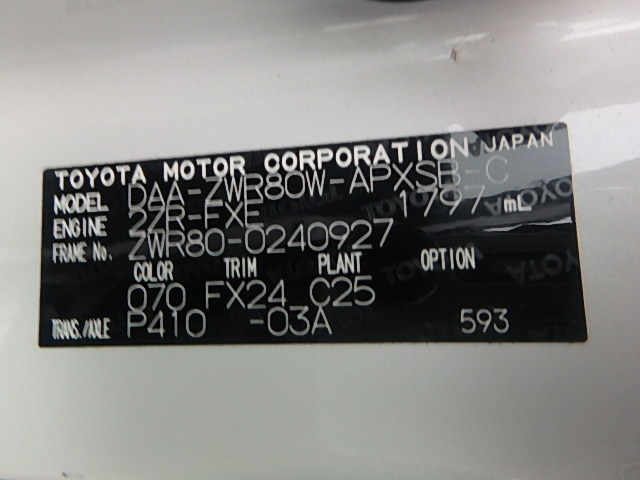 TOYOTA MOTOR CORPORATION JAPAN
MODEL DAA-ZWR80W-APXSB-C
ENGINE 2ZR-FXE 1797 mL
FRAME No. ZWR80-0240927
COLOR TRIM PLANT OPTION
070 FX24 C25
TRANS./AXLE P410 -03A 593